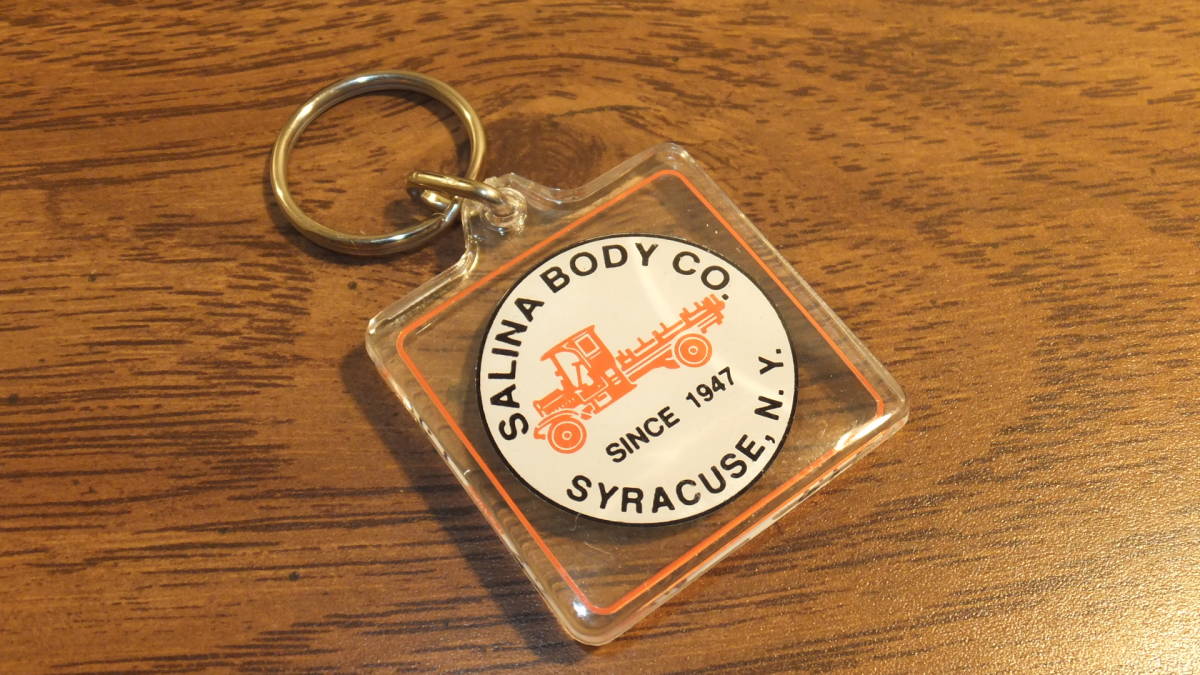 SALINA BODY CO.
SINCE 1947
SYRACUSE, N. Y.